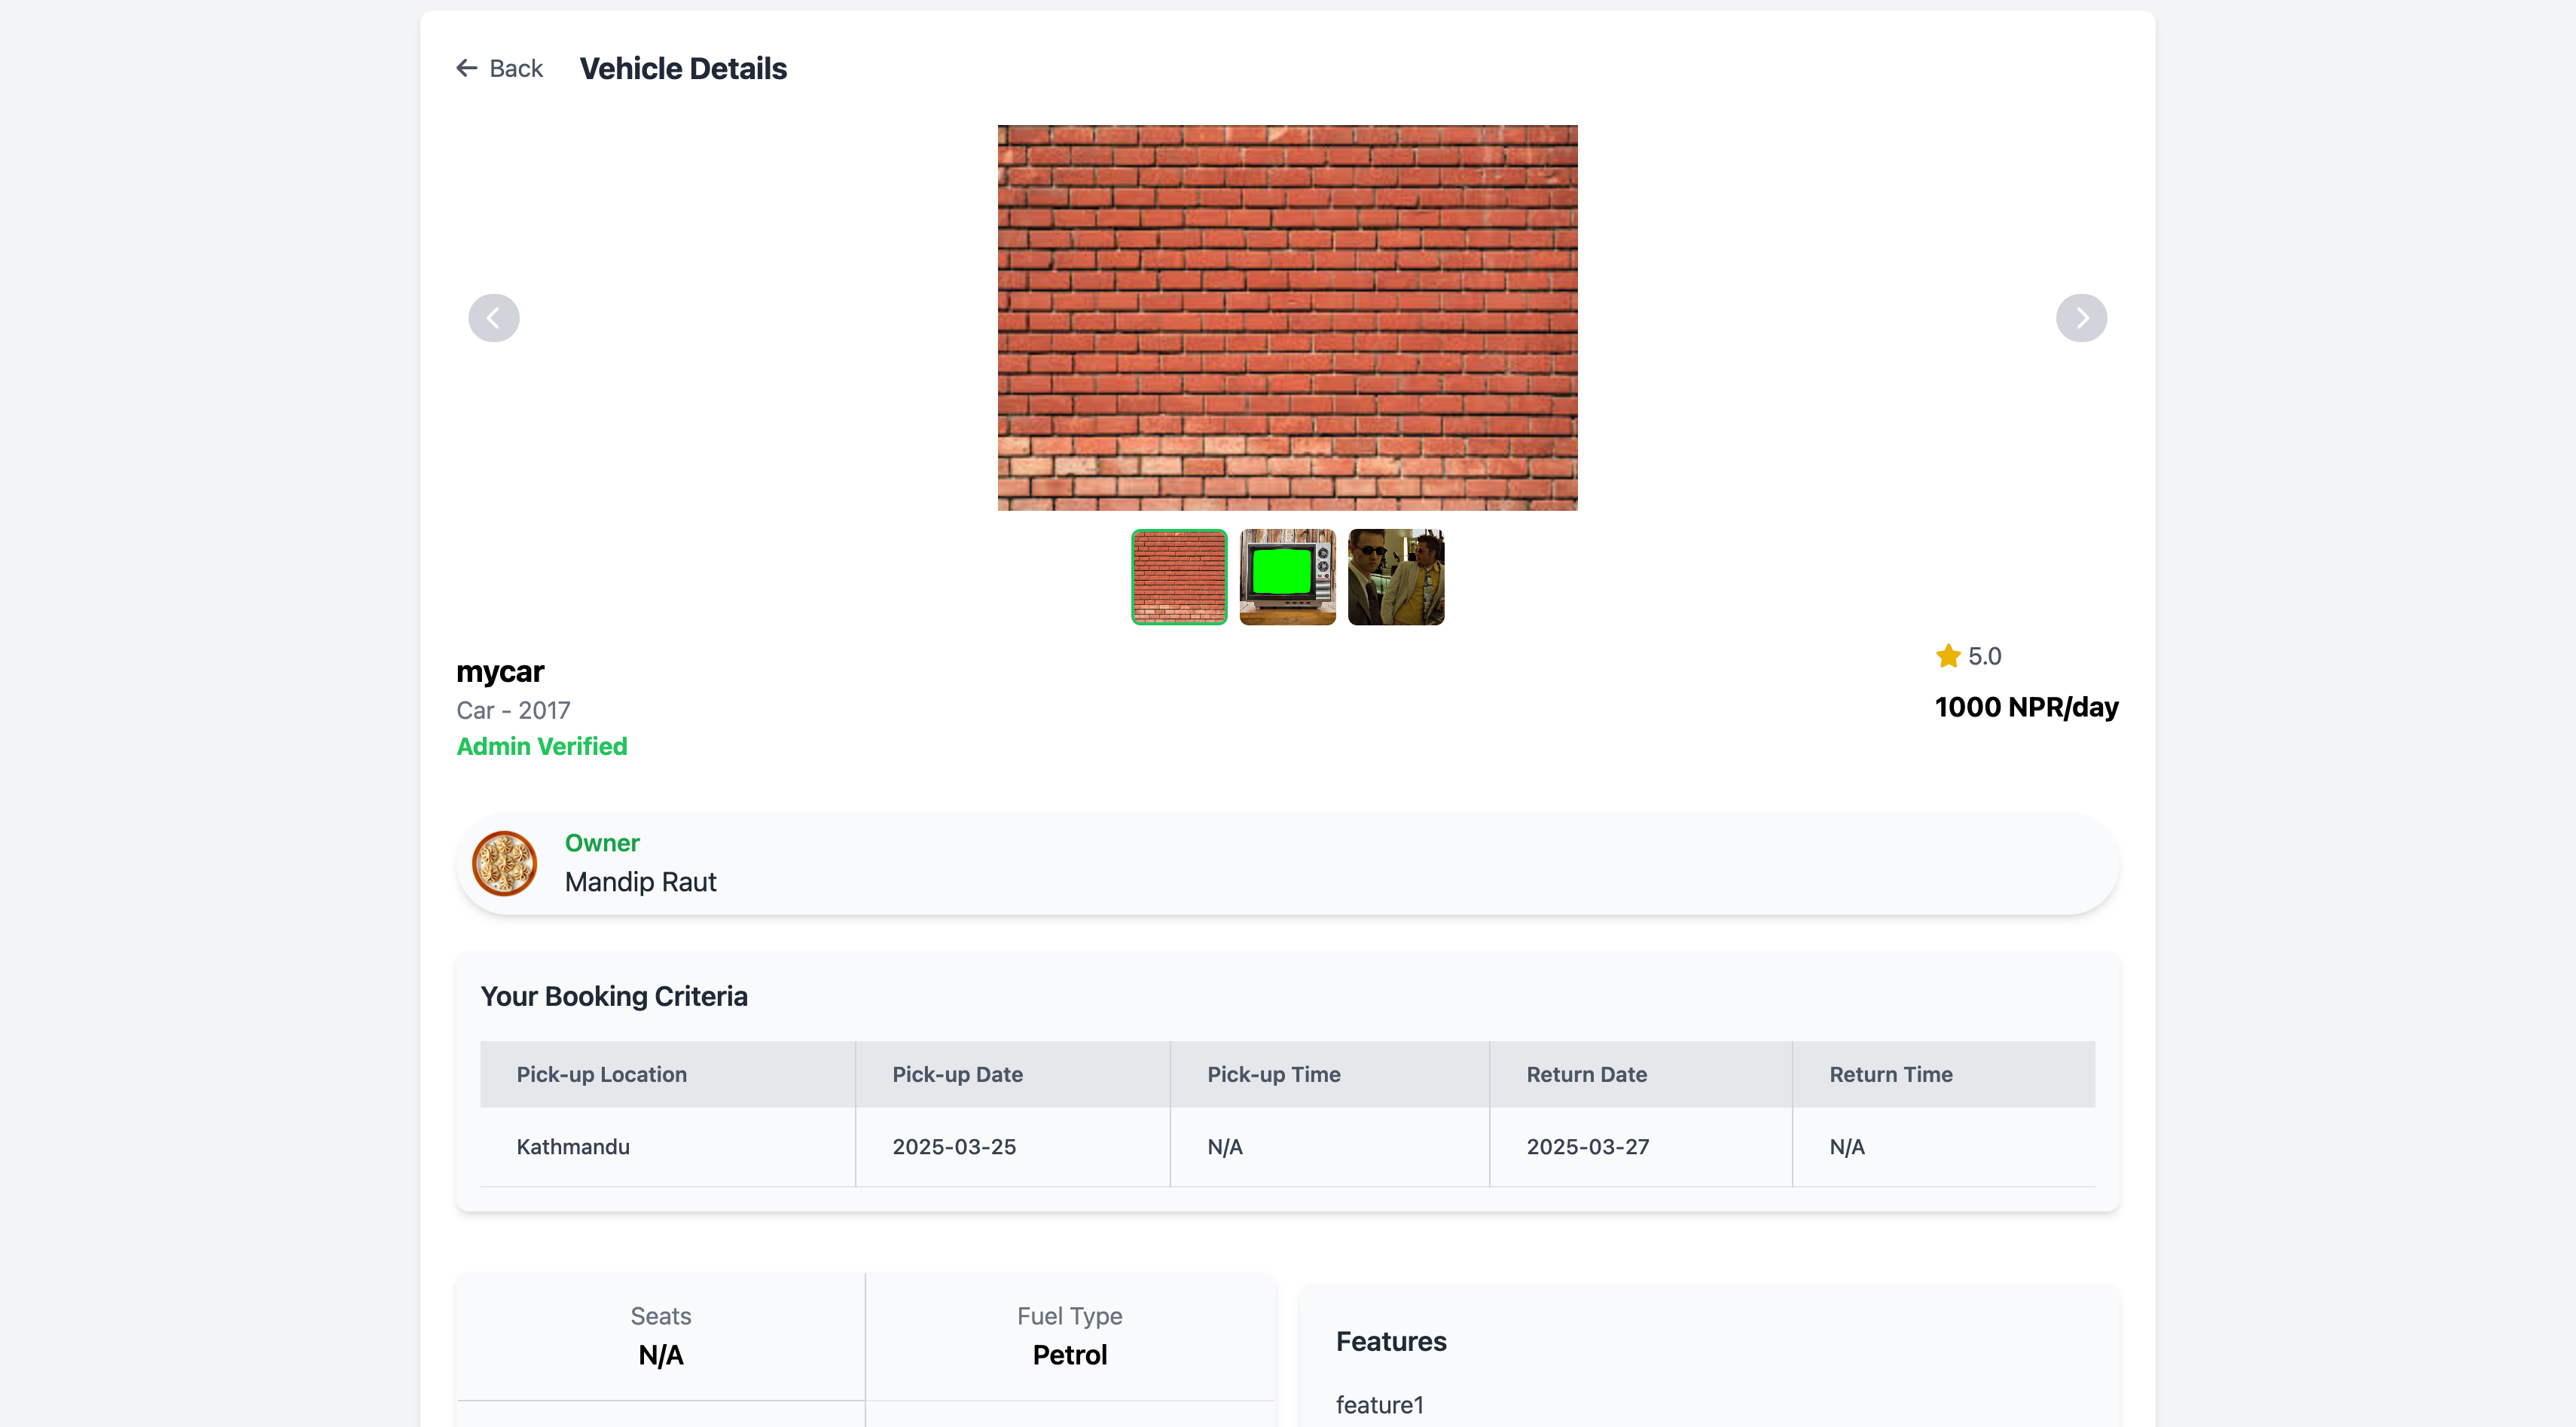 Back
Vehicle Details
mycar
Car - 2017
Admin Verified
5.0
1000 NPR/day
Owner
Mandip Raut
Your Booking Criteria
Pick-up Location Pick-up Date Pick-up Time Return Date Return Time
Kathmandu 2025-03-25 N/A 2025-03-27 N/A
Seats
N/A
Fuel Type
Petrol
Features
feature1